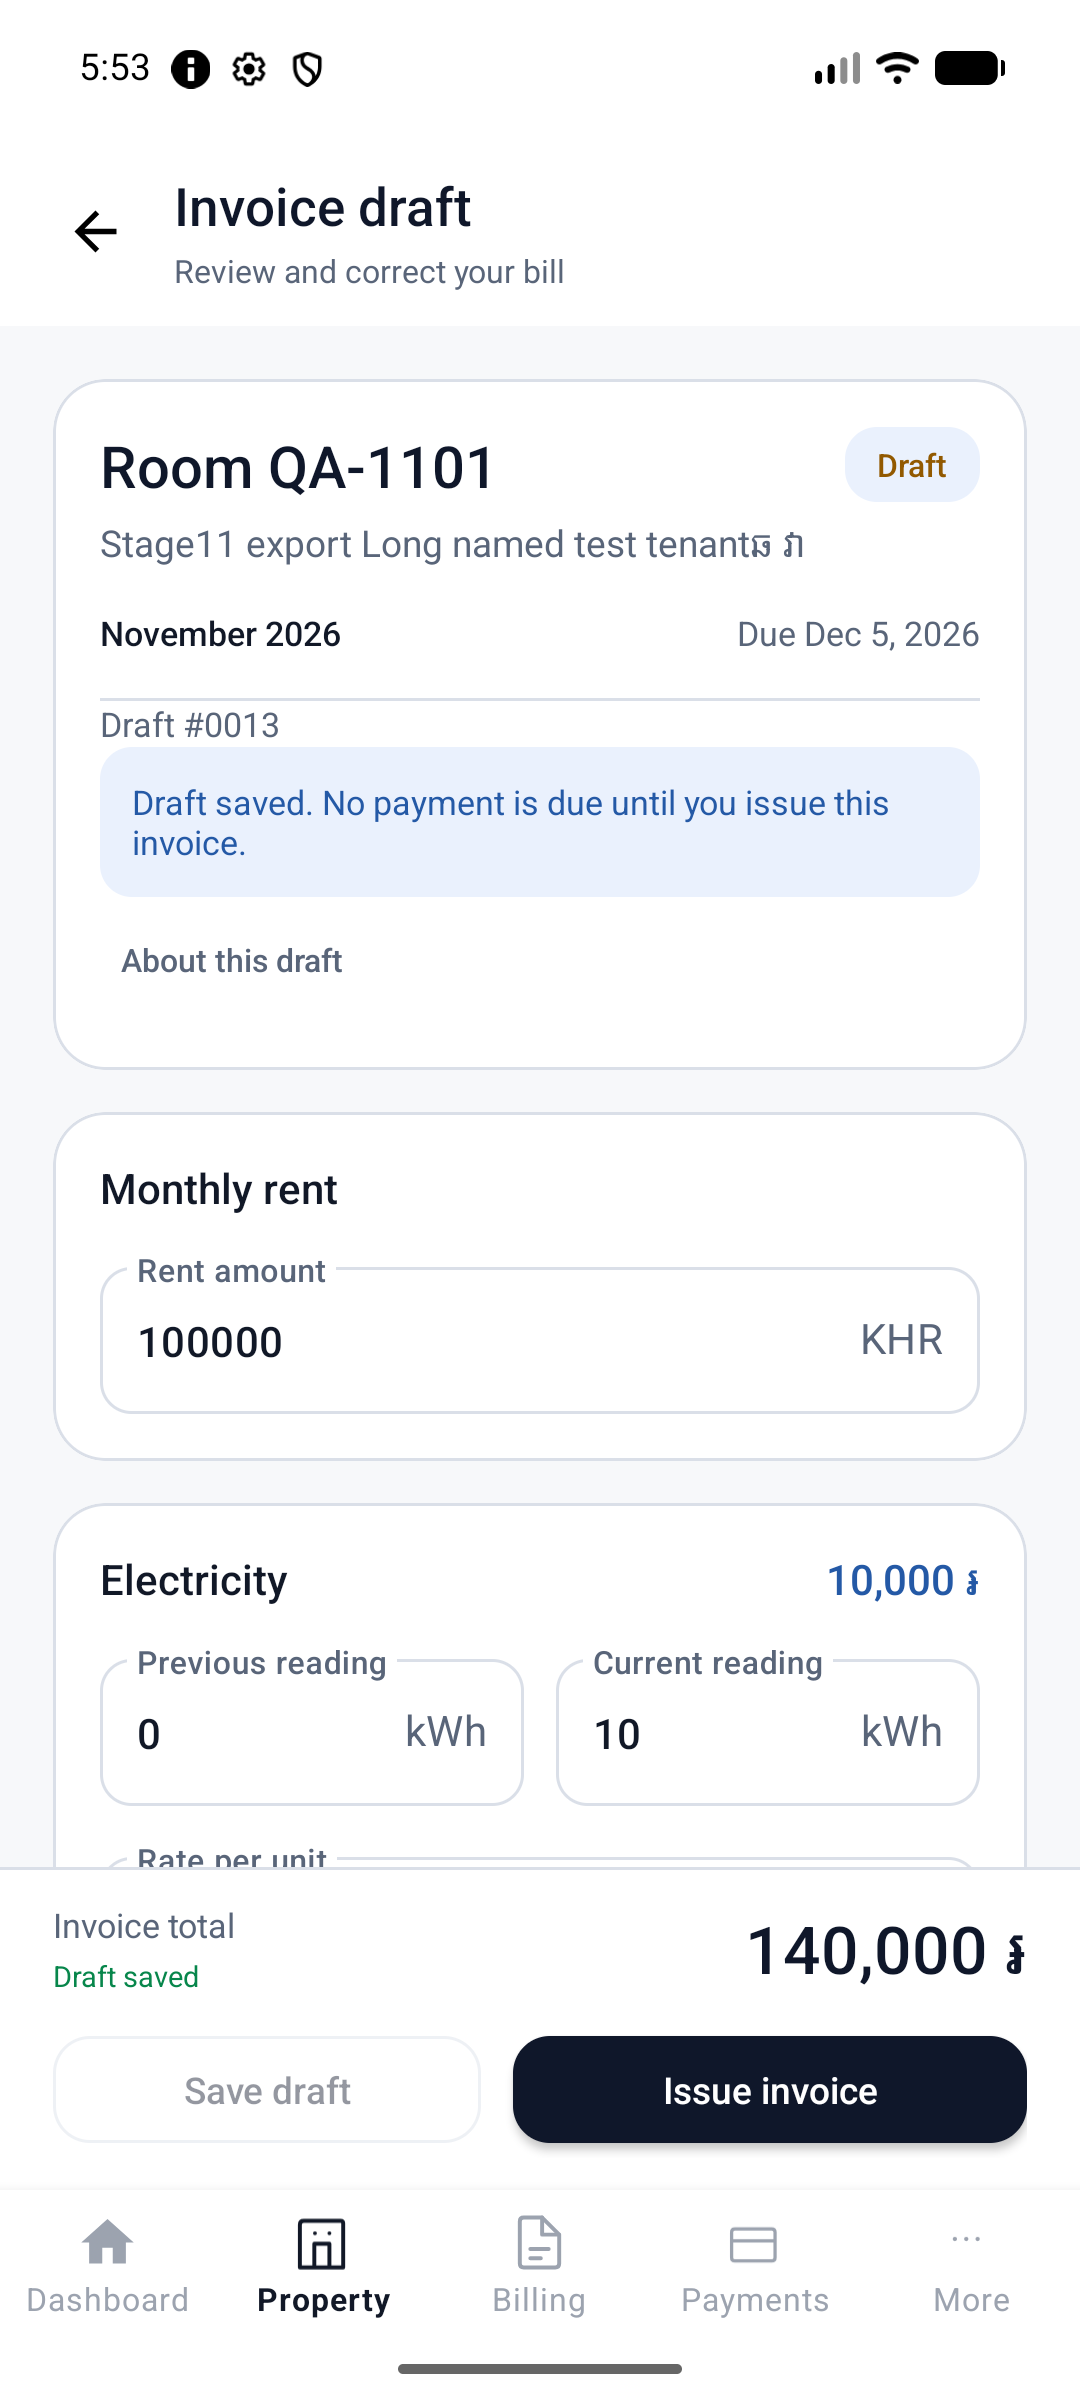 5:53
Invoice draft
Review and correct your bill
Room QA-1101
Draft
Stage11 export Long named test tenantឆ វា
November 2026
Due Dec 5, 2026
Draft #0013
Draft saved. No payment is due until you issue this
invoice.
About this draft
Monthly rent
Rent amount
100000 KHR
Electricity
10,000 ៛
Previous reading
Current reading
0 kWh
10 kWh
Rate per unit
Invoice total
140,000 ៛
Draft saved
Save draft
Issue invoice
Dashboard
Property
Billing
Payments
More